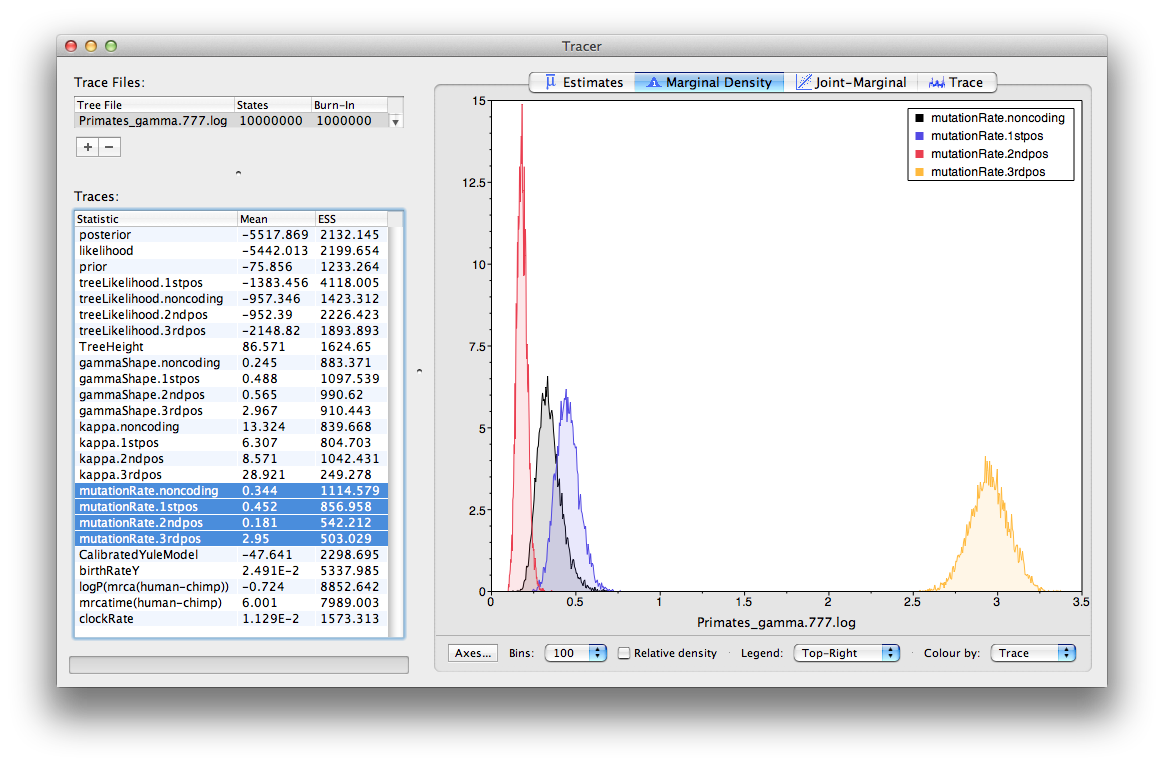 Tracer
Trace Files:
Tree File States Burn-In
Primates_gamma.777.log 10000000 1000000
+ −
Traces:
Statistic Mean ESS
posterior -5517.869 2132.145
likelihood -5442.013 2199.654
prior -75.856 1233.264
treeLikelihood.1stpos -1383.456 4118.005
treeLikelihood.noncoding -957.346 1423.312
treeLikelihood.2ndpos -952.39 2226.423
treeLikelihood.3rdpos -2148.82 1893.893
TreeHeight 86.571 1624.65
gammaShape.noncoding 0.245 883.371
gammaShape.1stpos 0.488 1097.539
gammaShape.2ndpos 0.565 990.62
gammaShape.3rdpos 2.967 910.443
kappa.noncoding 13.324 839.668
kappa.1stpos 6.307 804.703
kappa.2ndpos 8.571 1042.431
kappa.3rdpos 28.921 249.278
mutationRate.noncoding 0.344 1114.579
mutationRate.1stpos 0.452 856.958
mutationRate.2ndpos 0.181 542.212
mutationRate.3rdpos 2.95 503.029
CalibratedYuleModel -47.641 2298.695
birthRateY 2.491E-2 5337.985
logP(mrca(human-chimp)) -0.724 8852.642
mrcatime(human-chimp) 6.001 7989.003
clockRate 1.129E-2 1573.313
μ Estimates Marginal Density Joint-Marginal Trace
15
12.5
10
7.5
5
2.5
0
0 0.5 1 1.5 2 2.5 3 3.5
mutationRate.noncoding
mutationRate.1stpos
mutationRate.2ndpos
mutationRate.3rdpos
Primates_gamma.777.log
Axes... Bins: 100 Relative density Legend: Top-Right Colour by: Trace